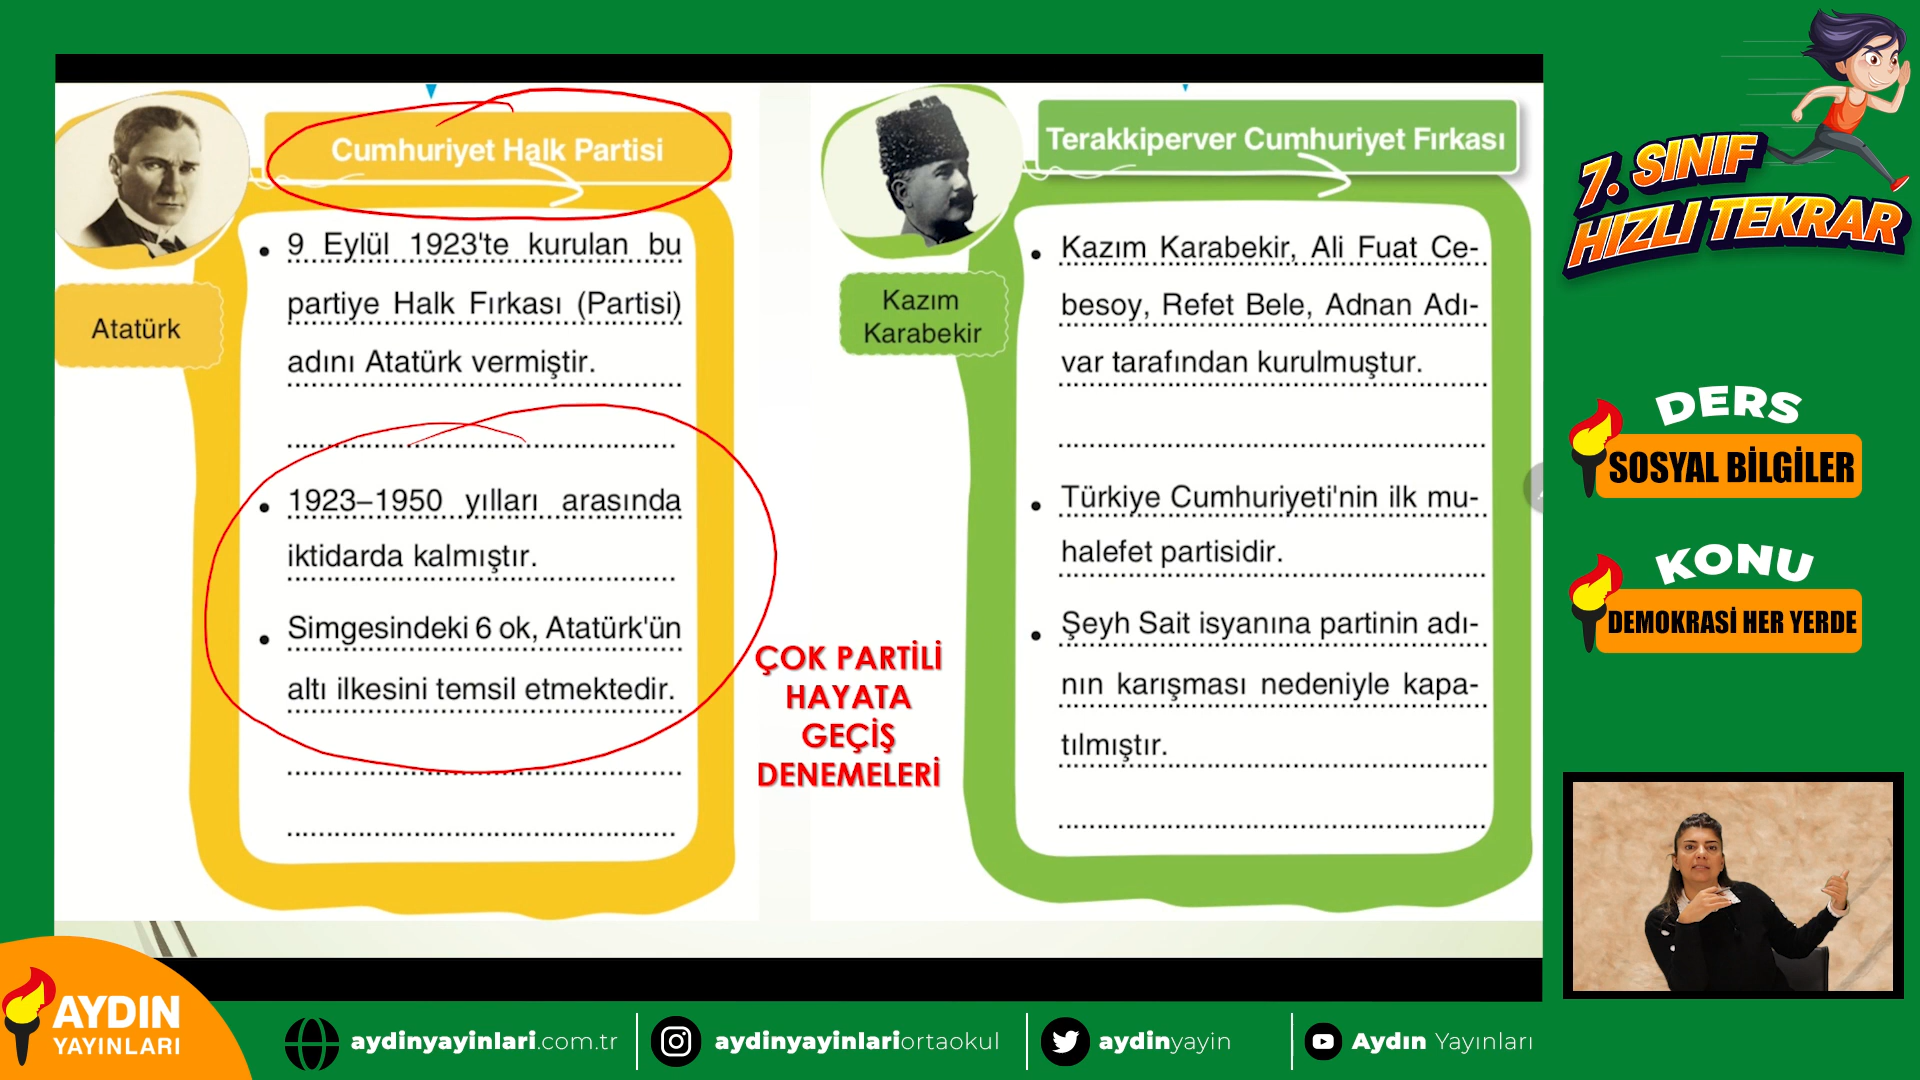 Cumhuriyet Halk Partisi
Atatürk
• 9 Eylül 1923'te kurulan bu
partiye Halk Fırkası (Partisi)
adını Atatürk vermiştir.
• 1923–1950 yılları arasında
iktidarda kalmıştır.
• Simgesindeki 6 ok, Atatürk'ün
altı ilkesini temsil etmektedir.
ÇOK PARTİLİ
HAYATA
GEÇİŞ
DENEMELERİ
Terakkiperver Cumhuriyet Fırkası
Kazım
Karabekir
• Kazım Karabekir, Ali Fuat Ce-
besoy, Refet Bele, Adnan Adı-
var tarafından kurulmuştur.
• Türkiye Cumhuriyeti'nin ilk mu-
halefet partisidir.
• Şeyh Sait isyanına partinin adı-
nın karışması nedeniyle kapa-
tılmıştır.
7. SINIF
HIZLI TEKRAR
DERS
SOSYAL BİLGİLER
KONU
DEMOKRASİ HER YERDE
AYDIN
YAYINLARI
aydinyayinlari.com.tr
aydinyayinlariortaokul
aydinyayin
Aydın Yayınları